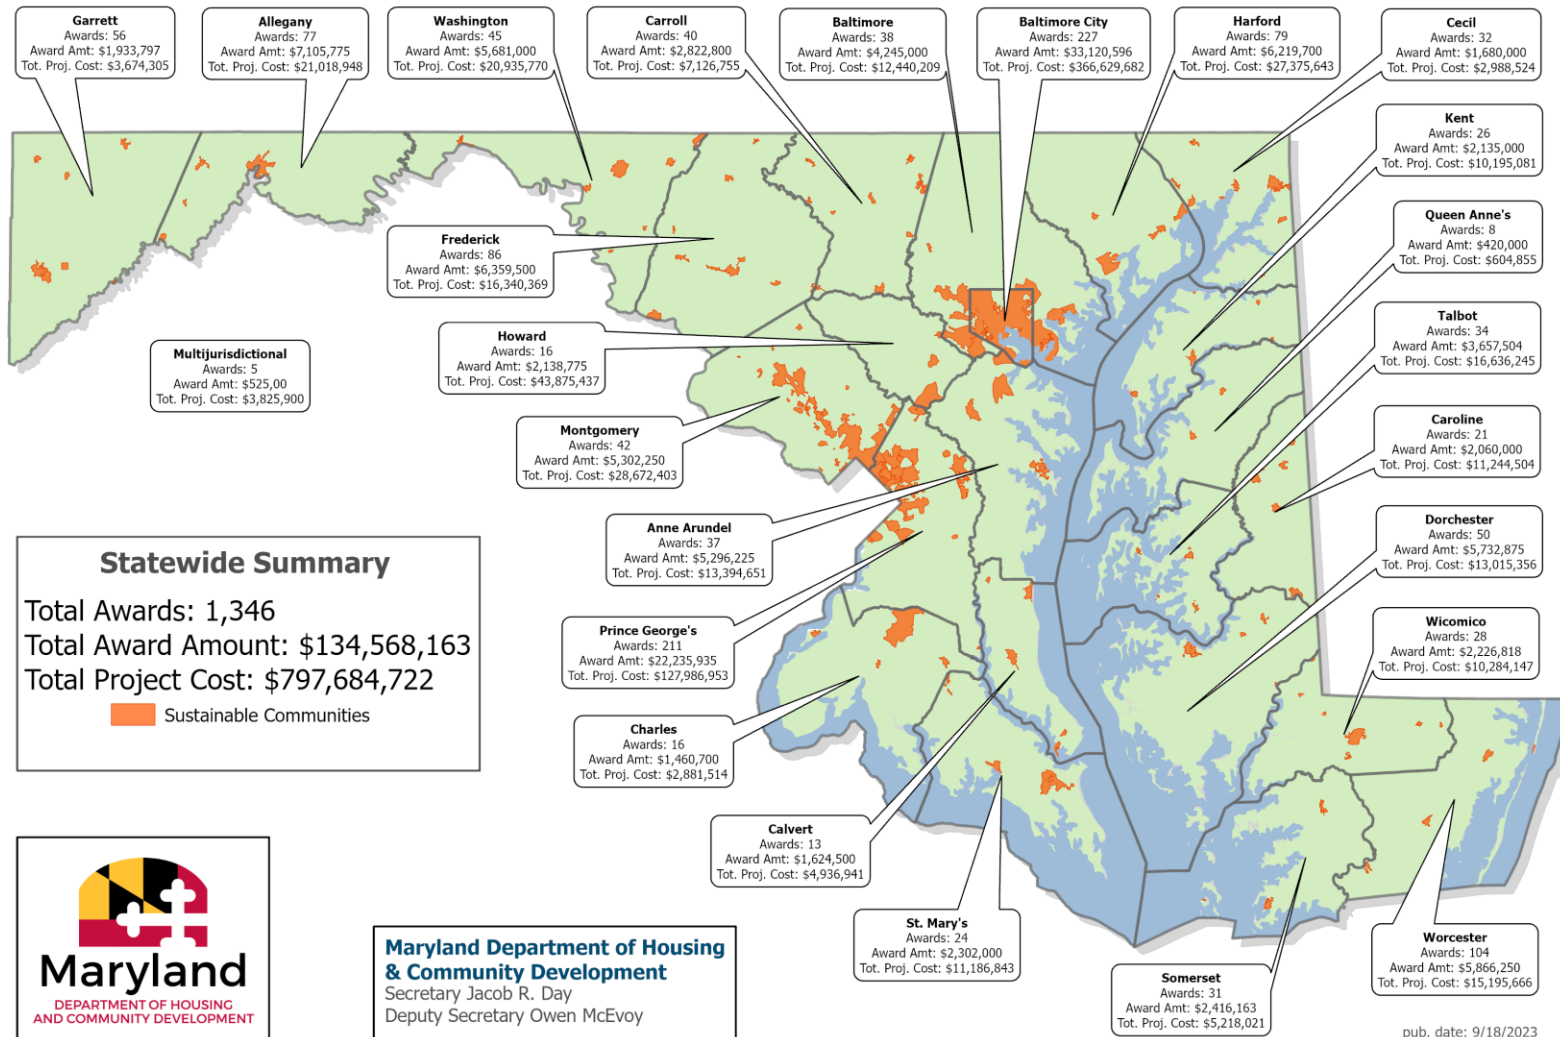 Garrett
Awards: 56
Award Amt: $1,933,797
Tot. Proj. Cost: $3,674,305
Allegany
Awards: 77
Award Amt: $7,105,775
Tot. Proj. Cost: $21,018,948
Washington
Awards: 45
Award Amt: $5,681,000
Tot. Proj. Cost: $20,935,770
Carroll
Awards: 40
Award Amt: $2,822,800
Tot. Proj. Cost: $7,126,755
Baltimore
Awards: 38
Award Amt: $4,245,000
Tot. Proj. Cost: $12,440,209
Baltimore City
Awards: 227
Award Amt: $33,120,596
Tot. Proj. Cost: $366,629,682
Harford
Awards: 79
Award Amt: $6,219,700
Tot. Proj. Cost: $27,375,643
Cecil
Awards: 32
Award Amt: $1,680,000
Tot. Proj. Cost: $2,988,524
Kent
Awards: 26
Award Amt: $2,135,000
Tot. Proj. Cost: $10,195,081
Queen Anne's
Awards: 8
Award Amt: $420,000
Tot. Proj. Cost: $604,855
Frederick
Awards: 86
Award Amt: $6,359,500
Tot. Proj. Cost: $16,340,369
Talbot
Awards: 34
Award Amt: $3,657,504
Tot. Proj. Cost: $16,636,245
Howard
Awards: 16
Award Amt: $2,138,775
Tot. Proj. Cost: $43,875,437
Multijurisdictional
Awards: 5
Award Amt: $525,00
Tot. Proj. Cost: $3,825,900
Montgomery
Awards: 42
Award Amt: $5,302,250
Tot. Proj. Cost: $28,672,403
Caroline
Awards: 21
Award Amt: $2,060,000
Tot. Proj. Cost: $11,244,504
Anne Arundel
Awards: 37
Award Amt: $5,296,225
Tot. Proj. Cost: $13,394,651
Dorchester
Awards: 50
Award Amt: $5,732,875
Tot. Proj. Cost: $13,015,356
Statewide Summary
Total Awards: 1,346
Total Award Amount: $134,568,163
Total Project Cost: $797,684,722
Sustainable Communities
Prince George's
Awards: 211
Award Amt: $22,235,935
Tot. Proj. Cost: $127,986,953
Wicomico
Awards: 28
Award Amt: $2,226,818
Tot. Proj. Cost: $10,284,147
Charles
Awards: 16
Award Amt: $1,460,700
Tot. Proj. Cost: $2,881,514
Calvert
Awards: 13
Award Amt: $1,624,500
Tot. Proj. Cost: $4,936,941
St. Mary's
Awards: 24
Award Amt: $2,302,000
Tot. Proj. Cost: $11,186,843
Worcester
Awards: 104
Award Amt: $5,866,250
Tot. Proj. Cost: $15,195,666
Somerset
Awards: 31
Award Amt: $2,416,163
Tot. Proj. Cost: $5,218,021
Maryland
DEPARTMENT OF HOUSING
AND COMMUNITY DEVELOPMENT
Maryland Department of Housing
& Community Development
Secretary Jacob R. Day
Deputy Secretary Owen McEvoy
pub. date: 9/18/2023